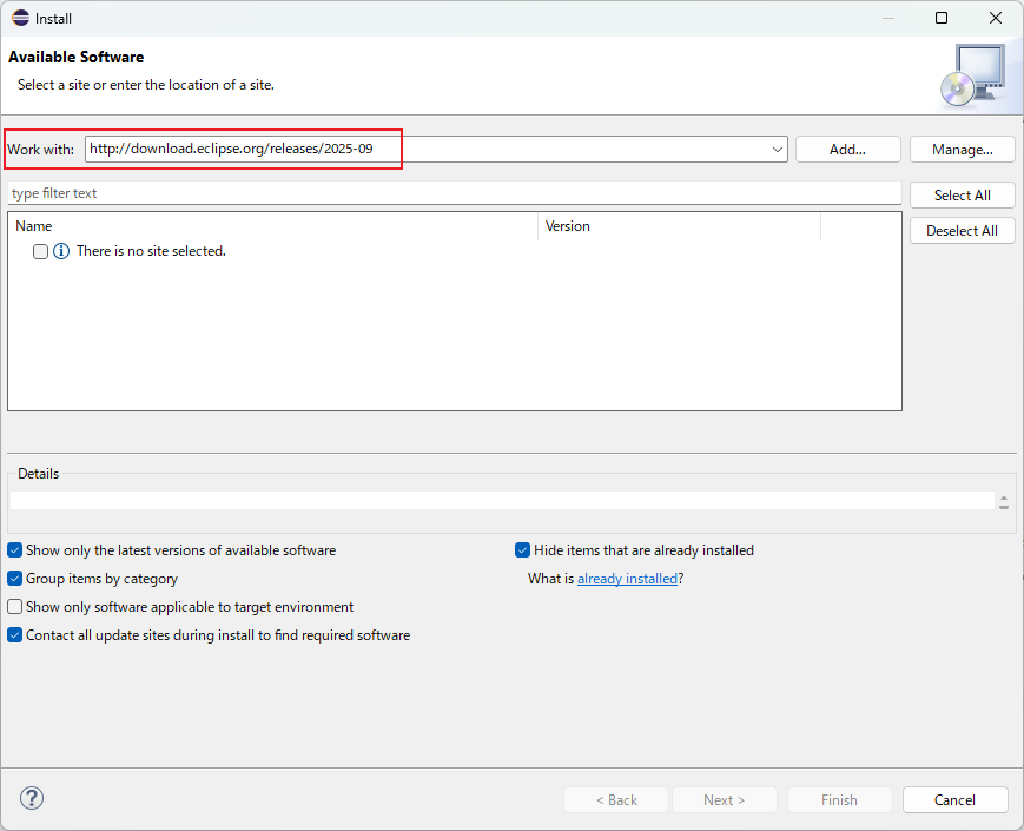 Install
Available Software
Select a site or enter the location of a site.
Work with: http://download.eclipse.org/releases/2025-09 Add... Manage...
type filter text Select All
Name Version Deselect All
There is no site selected.
Details
Show only the latest versions of available software Hide items that are already installed
Group items by category What is already installed?
Show only software applicable to target environment
Contact all update sites during install to find required software
? < Back Next > Finish Cancel